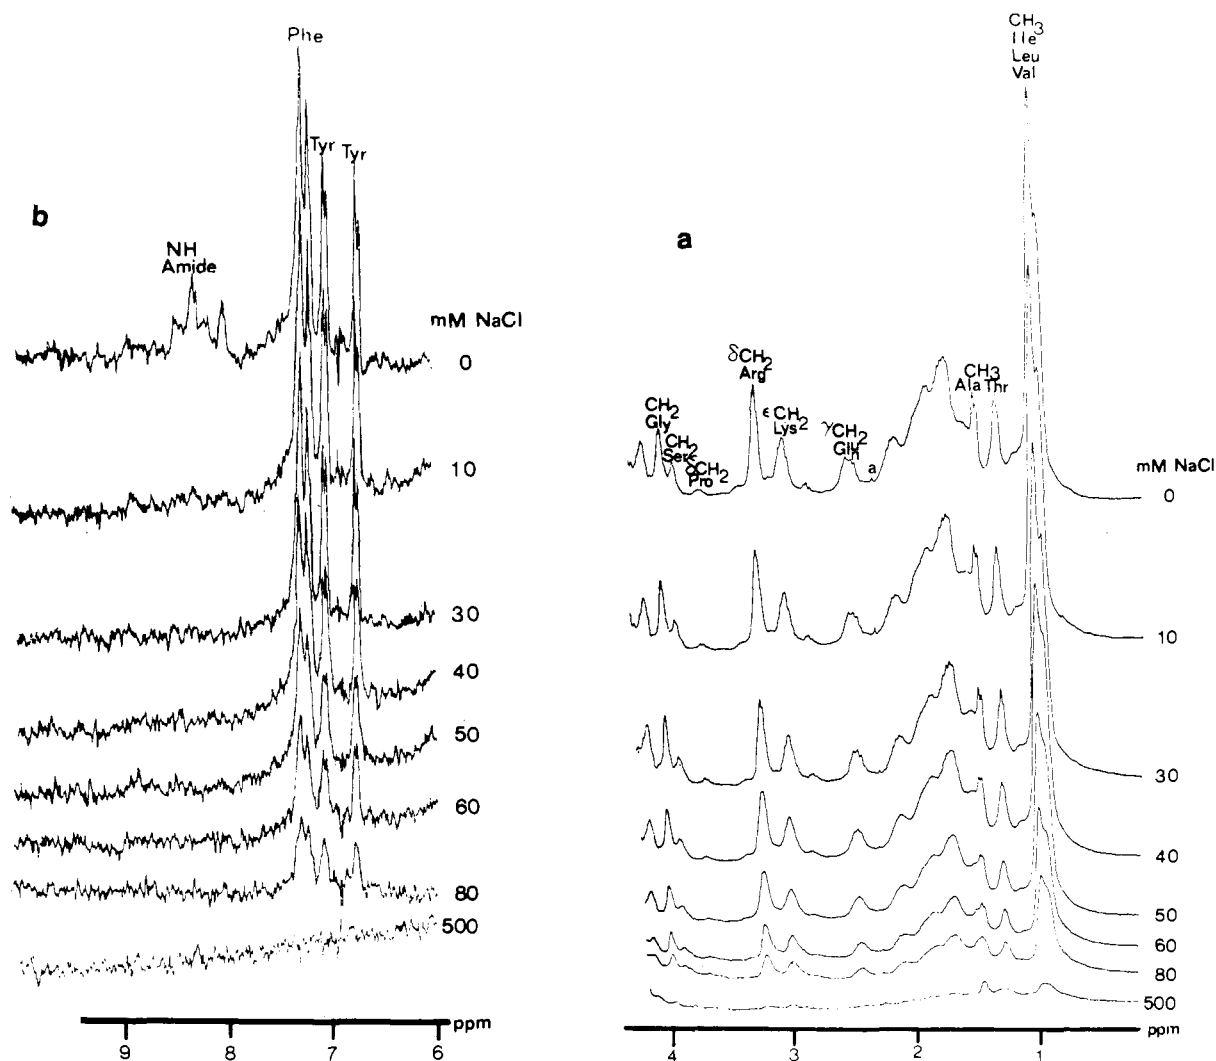 b
Phe
Tyr Tyr
NH
Amide
mM NaCl
0
10
30
40
50
60
80
500
9 8 7 6 ppm
a
CH3
Ile
Leu
Val
CH3
Ala Thr
δCH2
Arg
εCH2
Lys
γCH2
CH2
Gly
CH2
Ser
CH2
Pro
a
mM NaCl
0
10
30
40
50
60
80
500
4 3 2 1 ppm